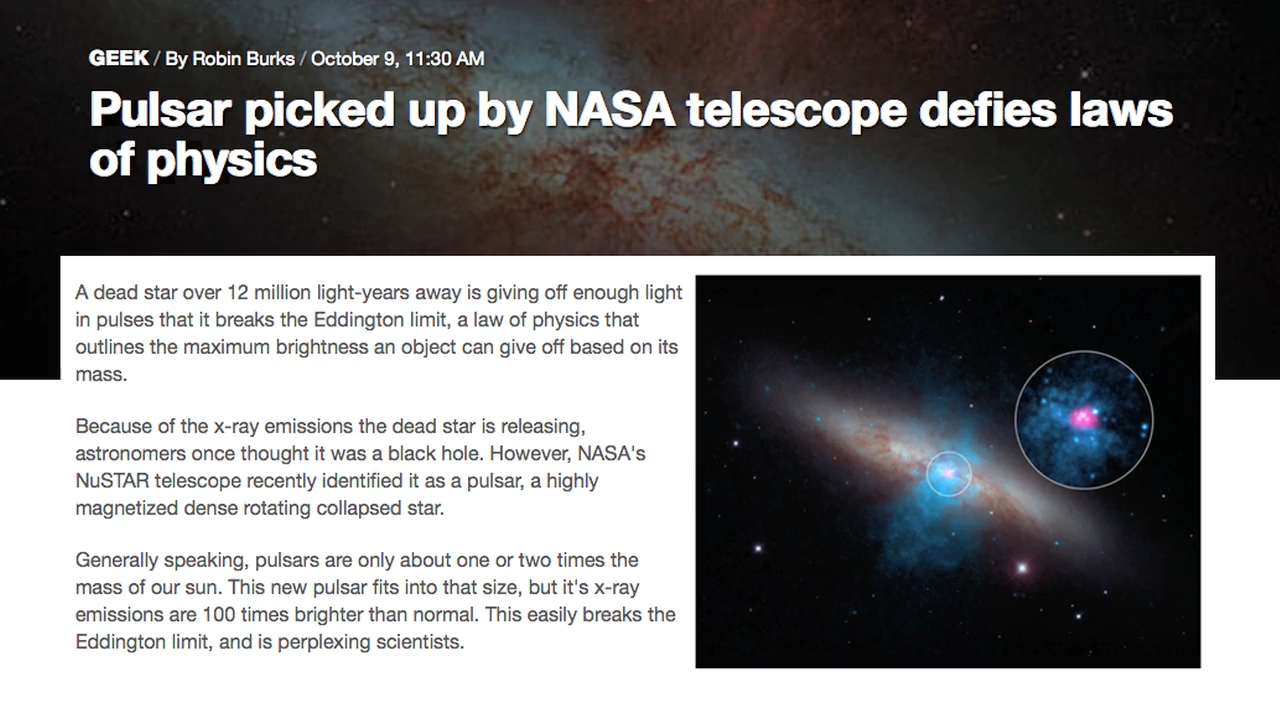 GEEK / By Robin Burks / October 9, 11:30 AM
Pulsar picked up by NASA telescope defies laws
of physics
A dead star over 12 million light-years away is giving off enough light
in pulses that it breaks the Eddington limit, a law of physics that
outlines the maximum brightness an object can give off based on its
mass.
Because of the x-ray emissions the dead star is releasing,
astronomers once thought it was a black hole. However, NASA's
NuSTAR telescope recently identified it as a pulsar, a highly
magnetized dense rotating collapsed star.
Generally speaking, pulsars are only about one or two times the
mass of our sun. This new pulsar fits into that size, but it's x-ray
emissions are 100 times brighter than normal. This easily breaks the
Eddington limit, and is perplexing scientists.